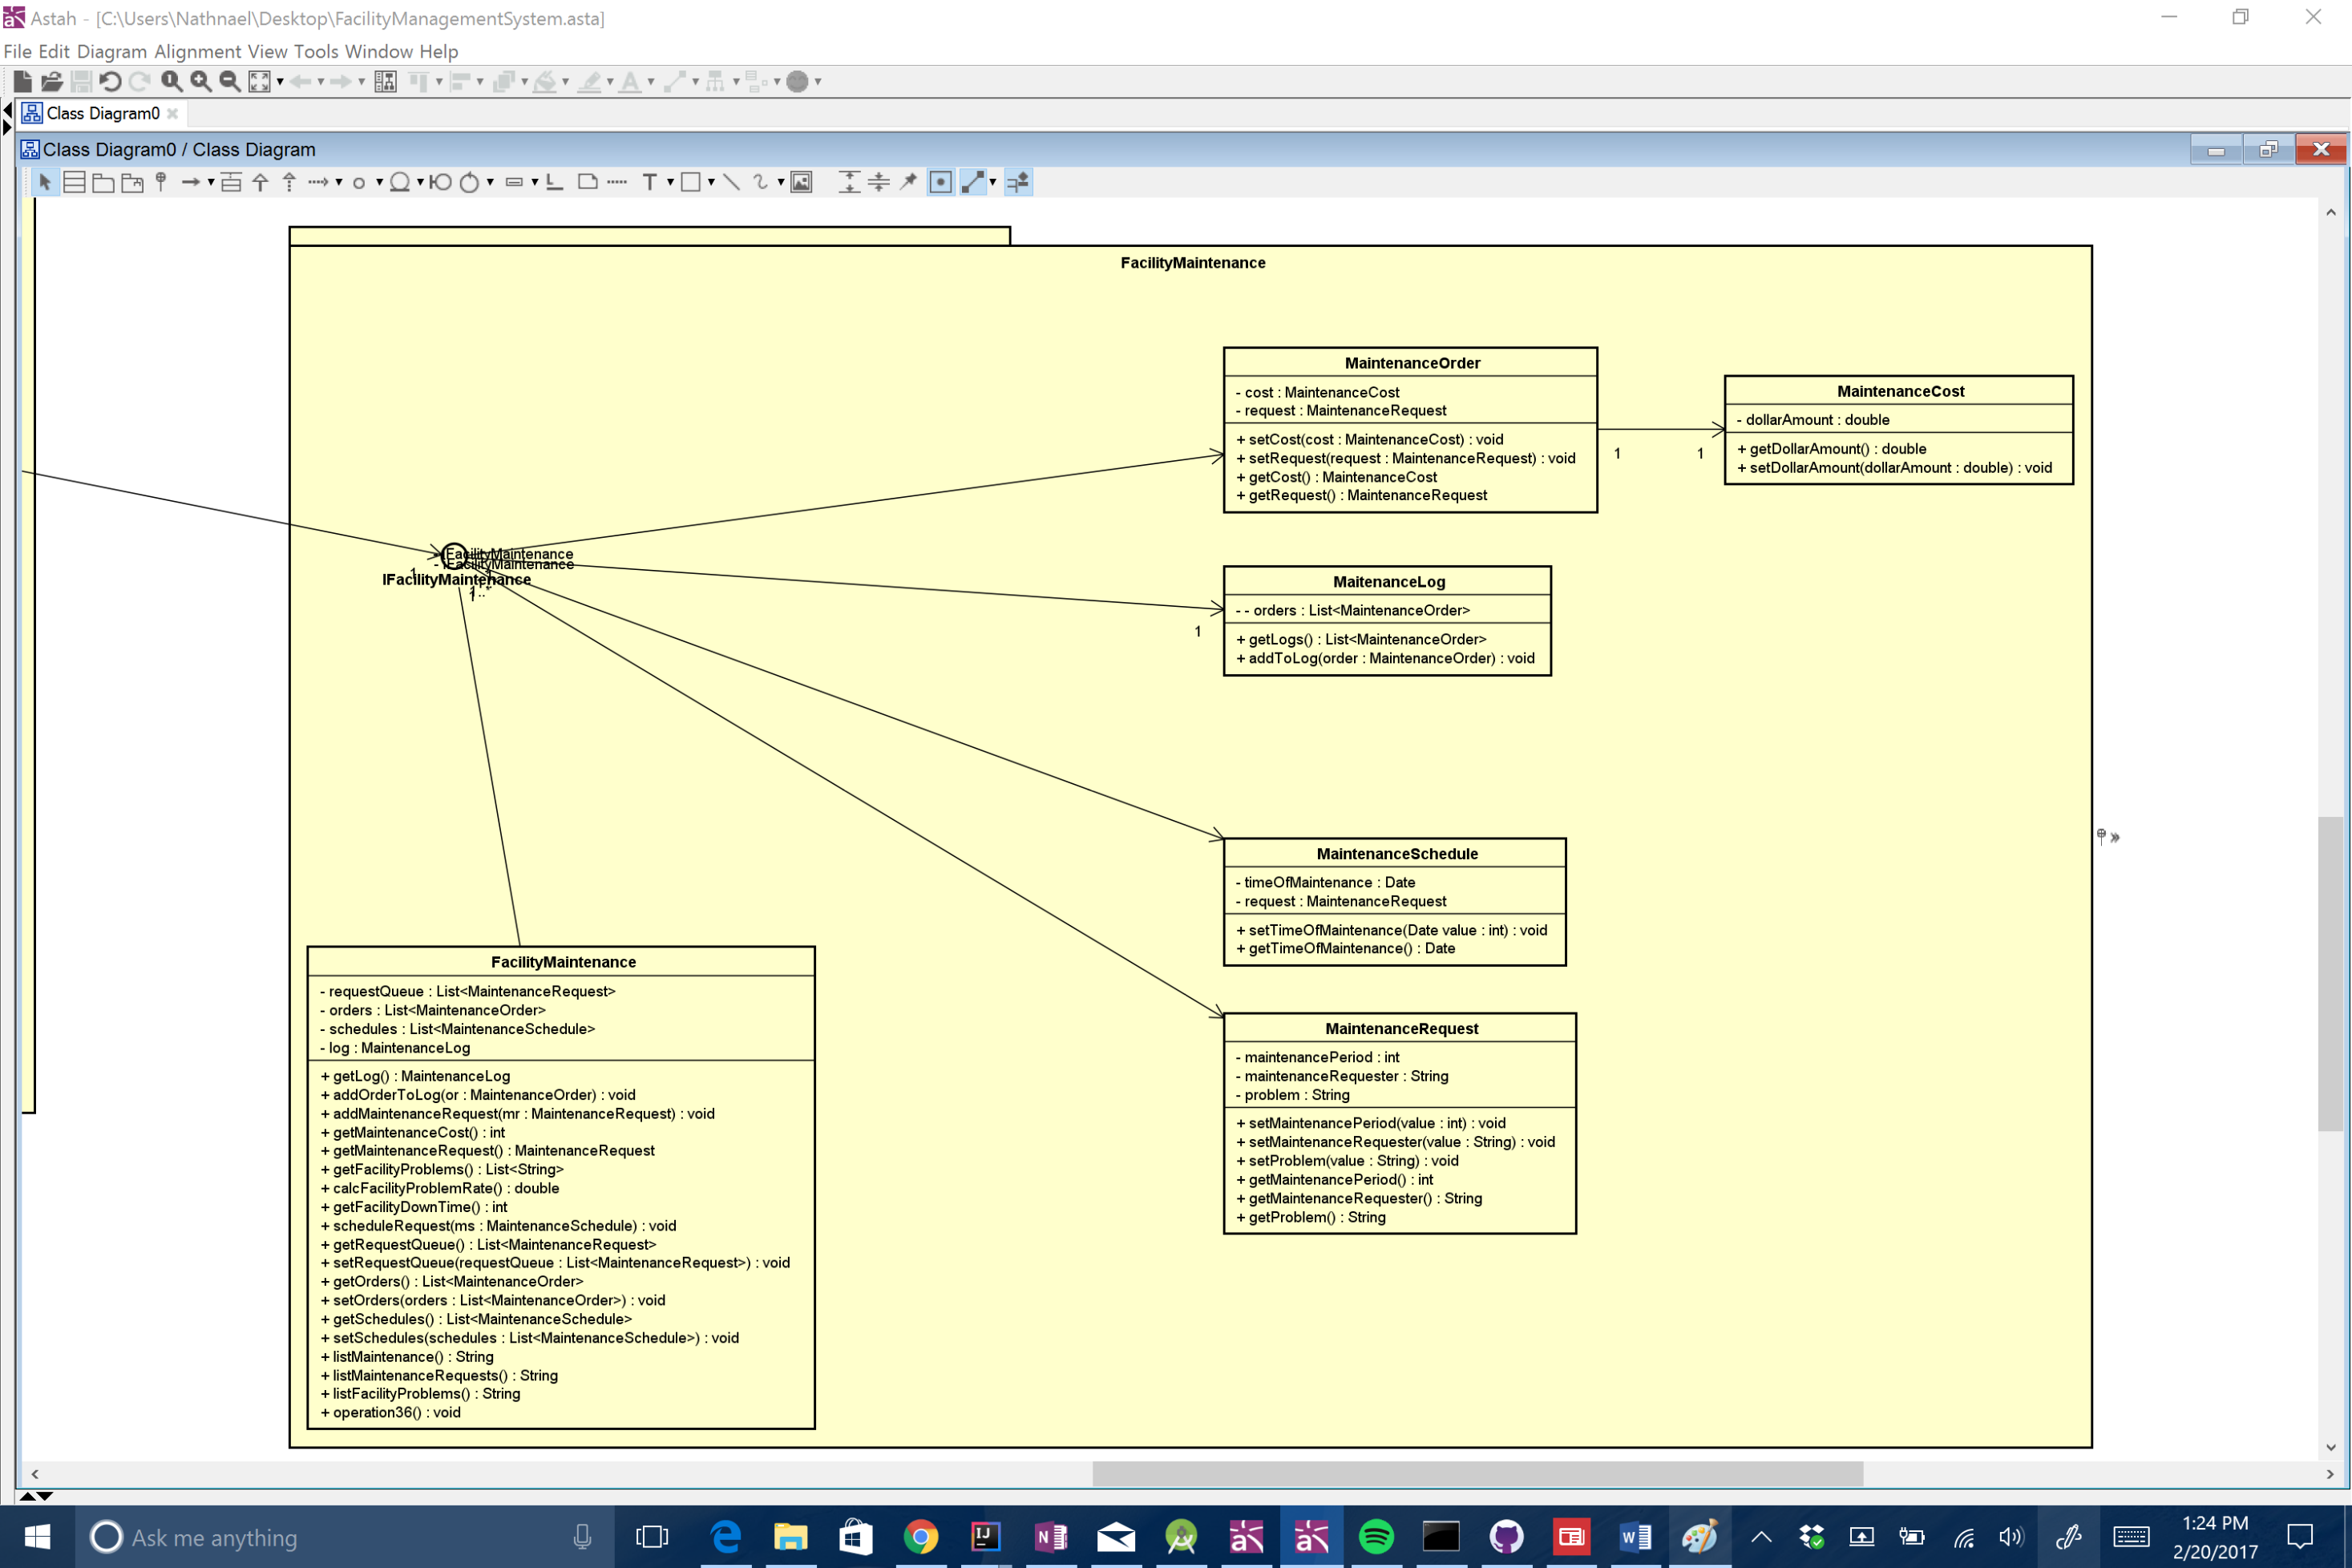 Astah - [C:\Users\Nathnael\Desktop\FacilityManagementSystem.asta]
File Edit Diagram Alignment View Tools Window Help
Class Diagram0
Class Diagram0 / Class Diagram
FacilityMaintenance
MaintenanceOrder
- cost : MaintenanceCost
- request : MaintenanceRequest
+ setCost(cost : MaintenanceCost) : void
+ setRequest(request : MaintenanceRequest) : void
+ getCost() : MaintenanceCost
+ getRequest() : MaintenanceRequest
1
1
MaintenanceCost
- dollarAmount : double
+ getDollarAmount() : double
+ setDollarAmount(dollarAmount : double) : void
- IFacilityMaintenance
IFacilityMaintenance
1
1..*
MaitenanceLog
- - orders : List<MaintenanceOrder>
+ getLogs() : List<MaintenanceOrder>
+ addToLog(order : MaintenanceOrder) : void
1
MaintenanceSchedule
- timeOfMaintenance : Date
- request : MaintenanceRequest
+ setTimeOfMaintenance(Date value : int) : void
+ getTimeOfMaintenance() : Date
FacilityMaintenance
- requestQueue : List<MaintenanceRequest>
- orders : List<MaintenanceOrder>
- schedules : List<MaintenanceSchedule>
- log : MaintenanceLog
+ getLog() : MaintenanceLog
+ addOrderToLog(or : MaintenanceOrder) : void
+ addMaintenanceRequest(mr : MaintenanceRequest) : void
+ getMaintenanceCost() : int
+ getMaintenanceRequest() : MaintenanceRequest
+ getFacilityProblems() : List<String>
+ calcFacilityProblemRate() : double
+ getFacilityDownTime() : int
+ scheduleRequest(ms : MaintenanceSchedule) : void
+ getRequestQueue() : List<MaintenanceRequest>
+ setRequestQueue(requestQueue : List<MaintenanceRequest>) : void
+ getOrders() : List<MaintenanceOrder>
+ setOrders(orders : List<MaintenanceOrder>) : void
+ getSchedules() : List<MaintenanceSchedule>
+ setSchedules(schedules : List<MaintenanceSchedule>) : void
+ listMaintenance() : String
+ listMaintenanceRequests() : String
+ listFacilityProblems() : String
+ operation36() : void
MaintenanceRequest
- maintenancePeriod : int
- maintenanceRequester : String
- problem : String
+ setMaintenancePeriod(value : int) : void
+ setMaintenanceRequester(value : String) : void
+ setProblem(value : String) : void
+ getMaintenancePeriod() : int
+ getMaintenanceRequester() : String
+ getProblem() : String
Ask me anything
1:24 PM
2/20/2017